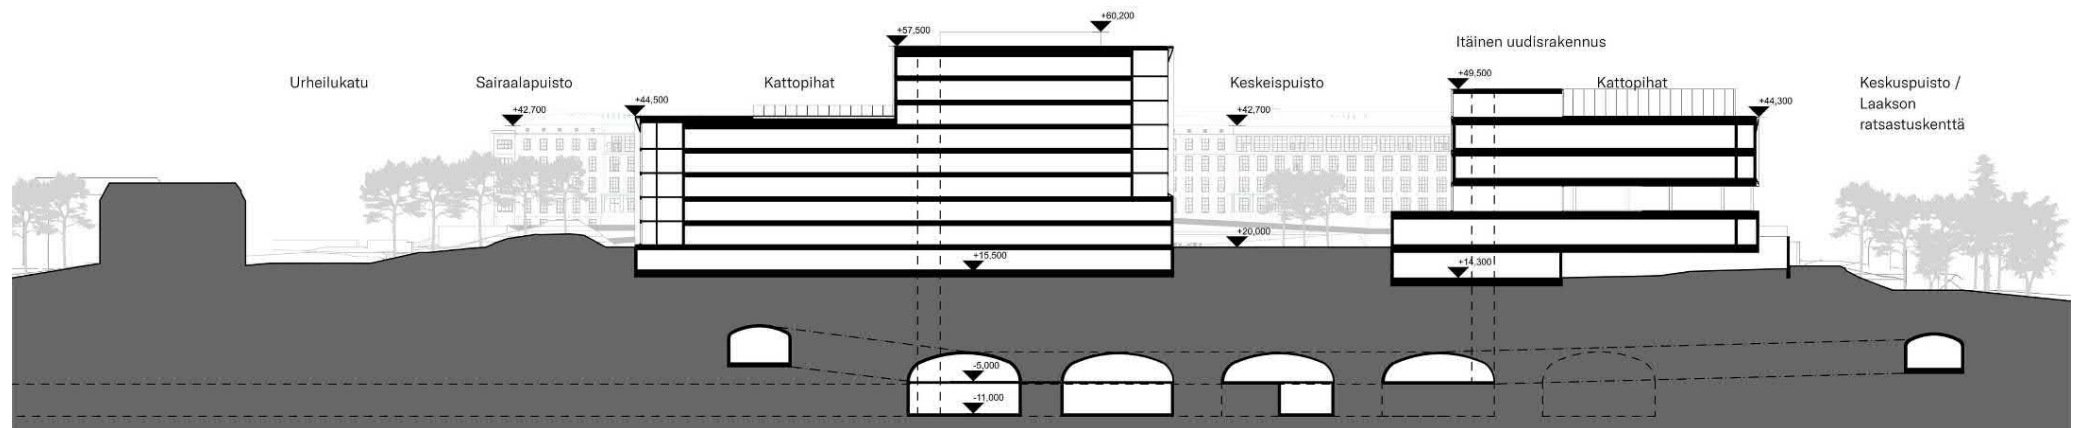 +60,200
+57,500
Itäinen uudisrakennus
Urheilukatu
Sairaalapuisto
Kattopihat
Keskeispuisto
+49,500
Kattopihat
Keskuspuisto /
Laakson
ratsastuskenttä
+42,700
+44,500
+42,700
+44,300
+20,000
+15,500
+14,300
-5,000
-11,000